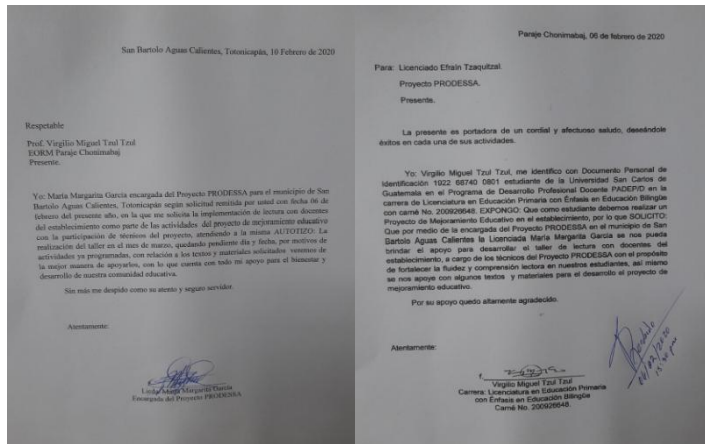 San Bartolo Aguas Calientes, Totonicapán, 10 Febrero de 2020
Respetable
Prof. Virgilio Miguel Tzul Tzul
EORM Paraje Chonimabaj
Presente.
Yo: María Margarita García encargada del Proyecto PRODESSA para el municipio de San
Bartolo Aguas Calientes, Totonicapán según solicitud remitida por usted con fecha 06 de
febrero del presente año, en la que me solicita la implementación de lectura con docentes
del establecimiento como parte de las actividades del proyecto de mejoramiento educativo
con la participación de técnicos del proyecto, atendiendo a la misma AUTOTIZO: La
realización del taller en el mes de marzo, quedando pendiente día y fecha, por motivos de
actividades ya programadas, con relación a los textos y materiales solicitados veremos de
la mejor manera de apoyarlos, con lo que cuenta con todo mi apoyo para el bienestar y
desarrollo de nuestra comunidad educativa.
Sin más me despido como su atento y seguro servidor.
Atentamente:
Licda. María Margarita García
Encargada del Proyecto PRODESSA
Paraje Chonimabaj, 06 de febrero de 2020
Para: Licenciado Efraín Tzaquitzal
Proyecto PRODESSA.
Presente.
La presente es portadora de un cordial y afectuoso saludo, deseándole
éxitos en cada una de sus actividades.
Yo: Virgilio Miguel Tzul Tzul, me identifico con Documento Personal de
Identificación 1922 68740 0801 estudiante de la Universidad San Carlos de
Guatemala en el Programa de Desarrollo Profesional Docente PADEP/D en la
carrera de Licenciatura en Educación Primaria con Énfasis en Educación Bilingüe
con carné No. 200926648. EXPONGO: Que como estudiante debemos realizar un
Proyecto de Mejoramiento Educativo en el establecimiento, por lo que SOLICITO:
Que por medio de la encargada del Proyecto PRODESSA en el municipio de San
Bartolo Aguas Calientes la Licenciada María Margarita García se nos pueda
brindar el apoyo para desarrollar el taller de lectura con docentes del
establecimiento, a cargo de los técnicos del Proyecto PRODESSA con el propósito
de fortalecer la fluidez y comprensión lectora en nuestros estudiantes, así mismo
se nos apoye con algunos textos y materiales para el desarrollo el proyecto de
mejoramiento educativo.
Por su apoyo quedo altamente agradecido.
Atentamente:
Virgilio Miguel Tzul Tzul
Carrera: Licenciatura en Educación Primaria
con Énfasis en Educación Bilingüe
Carné No. 200926648.
Recibido
06/02/2020